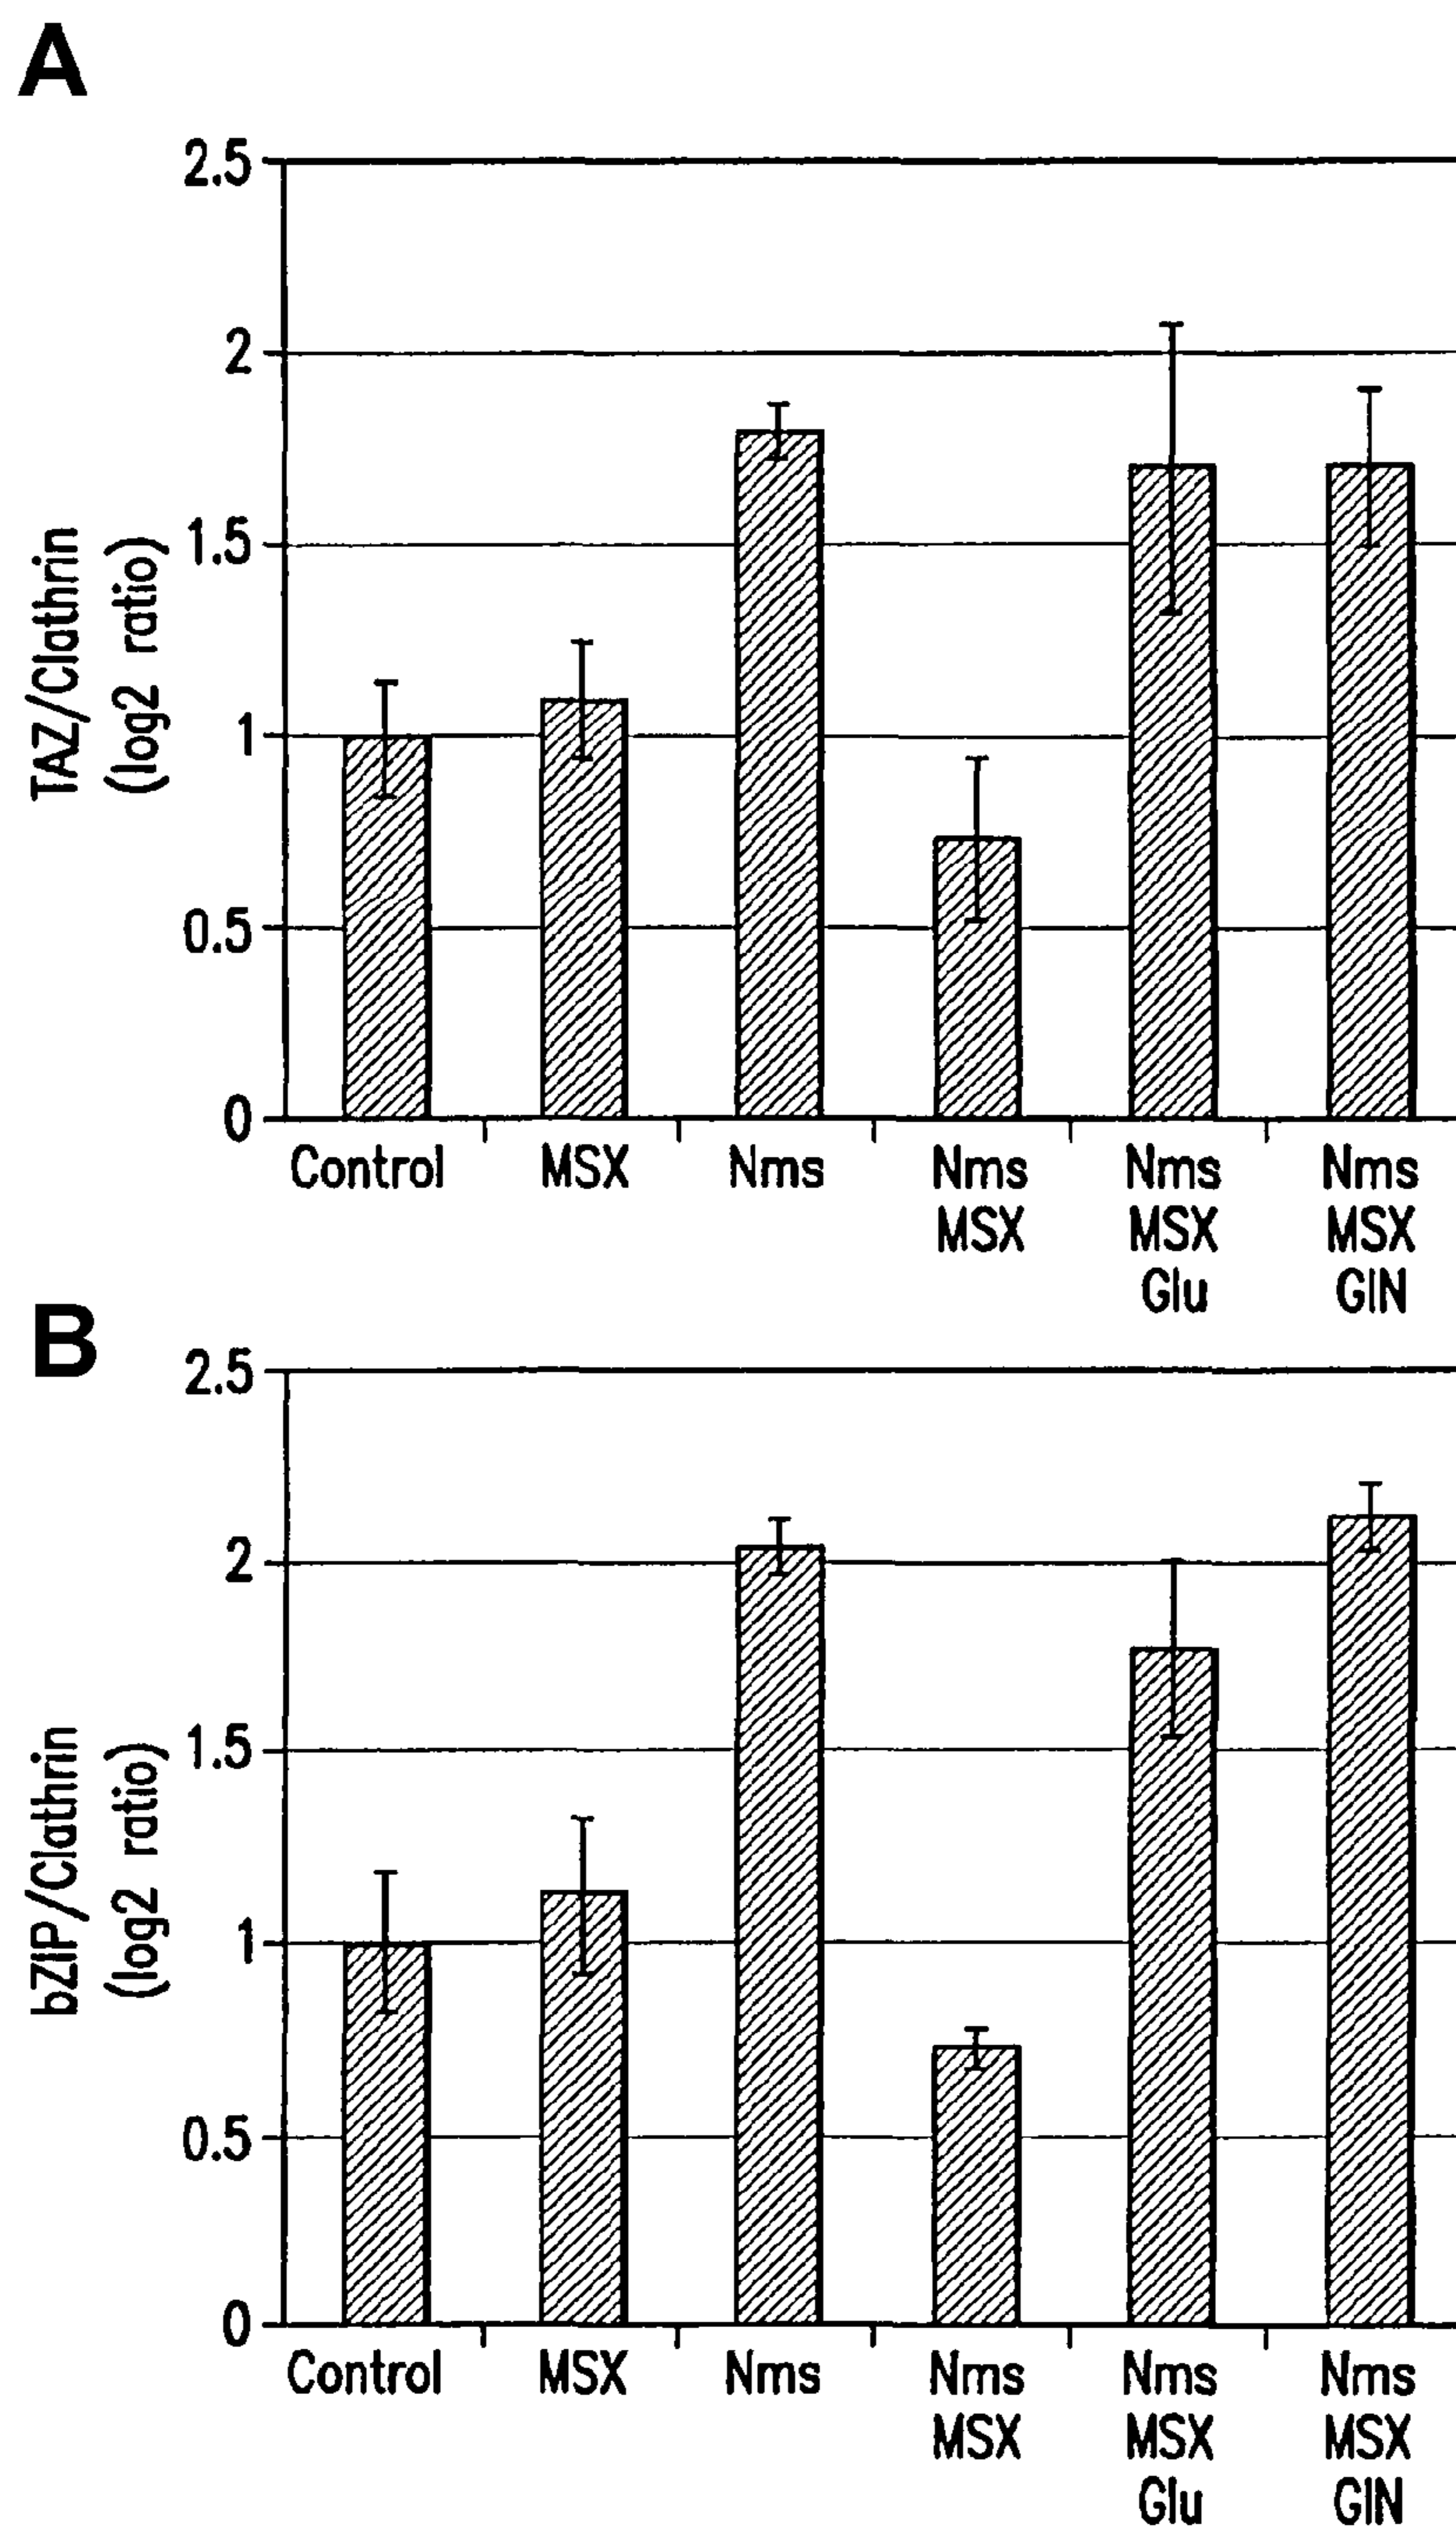 A
2.5
2
1.5
1
0.5
0
TAZ/Clathrin
(log2 ratio)
Control MSX Nms Nms Nms Nms
MSX MSX MSX
Glu GlN
B
2.5
2
1.5
1
0.5
0
bZIP/Clathrin
(log2 ratio)
Control MSX Nms Nms Nms Nms
MSX MSX MSX
Glu GlN